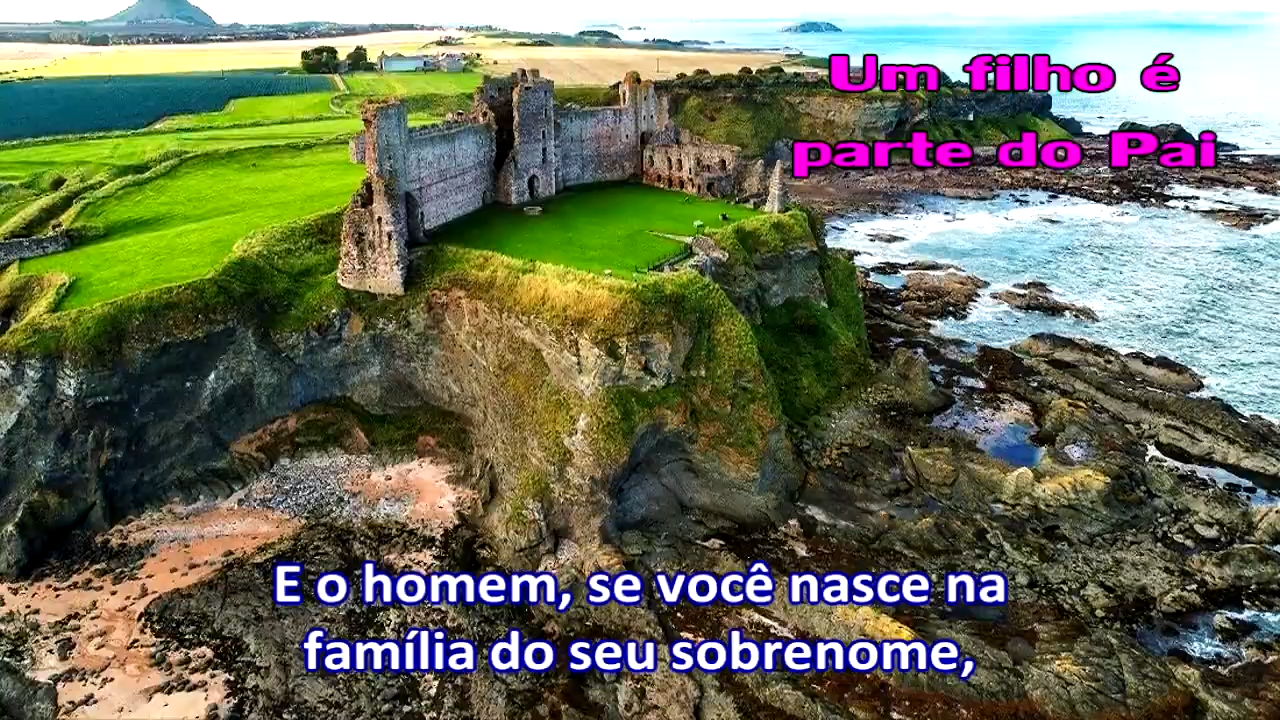 Um filho é
parte do Pai
E o homem, se você nasce na
família do seu sobrenome,